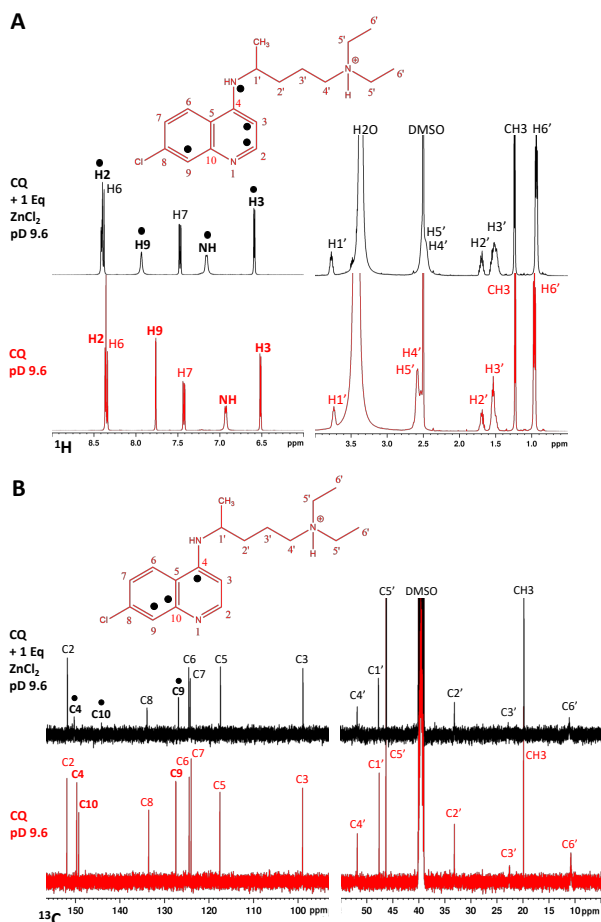 A
6'
5'
CH3
6'
HN
N
⊕
1'
3'
2'
4'
5'
H
4
6
5
3
7
8
10
2
Cl
9
N
1
H2O
DMSO
CH3
H6'
CQ
+ 1 Eq
ZnCl2
pD 9.6
H2
H6
H9
H7
NH
H3
H1'
H5'
H4'
H2'
H3'
CQ
pD 9.6
H2
H6
H9
H7
NH
H3
H1'
H4'
H5'
H2'
H3'
CH3
H6'
1H
8.5
8.0
7.5
7.0
6.5
ppm
3.5
3.0
2.5
2.0
1.5
1.0
ppm
B
6'
5'
CH3
6'
HN
N
⊕
1'
3'
2'
4'
5'
H
4
6
5
3
7
8
10
2
Cl
9
N
1
CQ
+ 1 Eq
ZnCl2
pD 9.6
C2
C4
C10
C8
C9
C6
C7
C5
C3
C4'
C1'
C5'
DMSO
C2'
C3'
CH3
C6'
CQ
pD 9.6
C2
C4
C10
C8
C9
C6
C7
C5
C3
C4'
C1'
C5'
C2'
C3'
CH3
C6'
13C
150
140
130
120
110
100
ppm
50
40
30
20
10 ppm